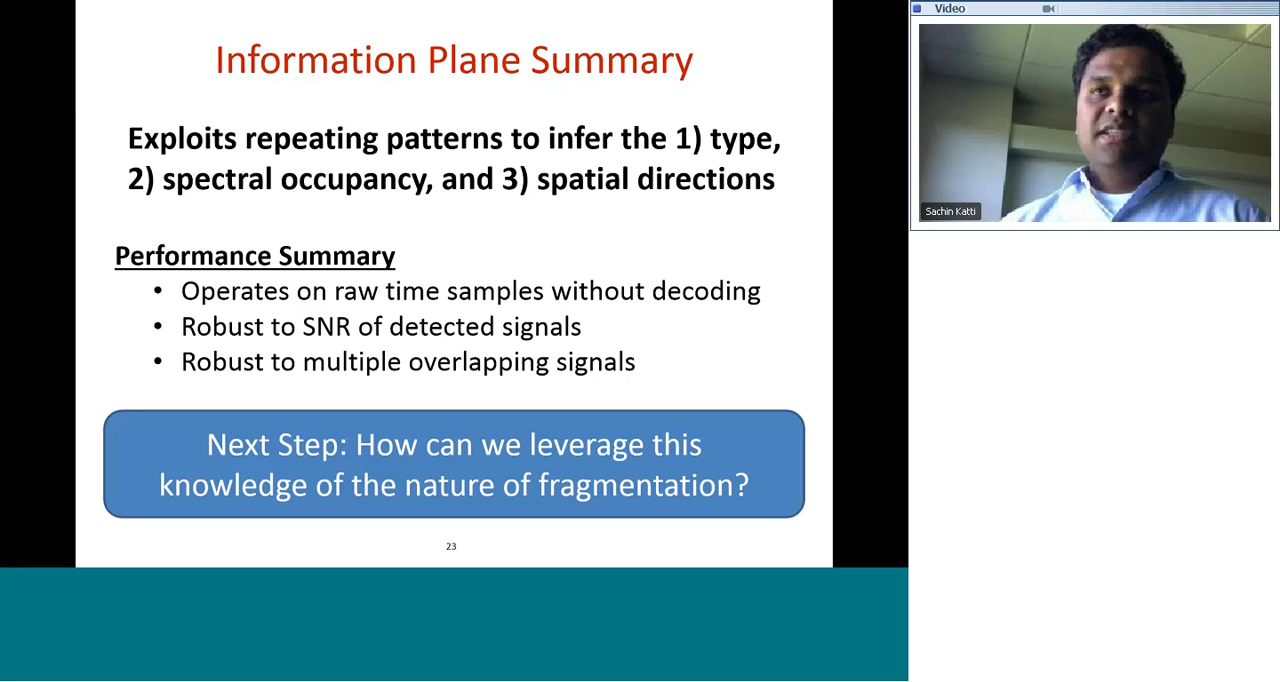 Information Plane Summary
Exploits repeating patterns to infer the 1) type,
2) spectral occupancy, and 3) spatial directions
Performance Summary
• Operates on raw time samples without decoding
• Robust to SNR of detected signals
• Robust to multiple overlapping signals
Next Step: How can we leverage this
knowledge of the nature of fragmentation?
23
Video
Sachin Katti